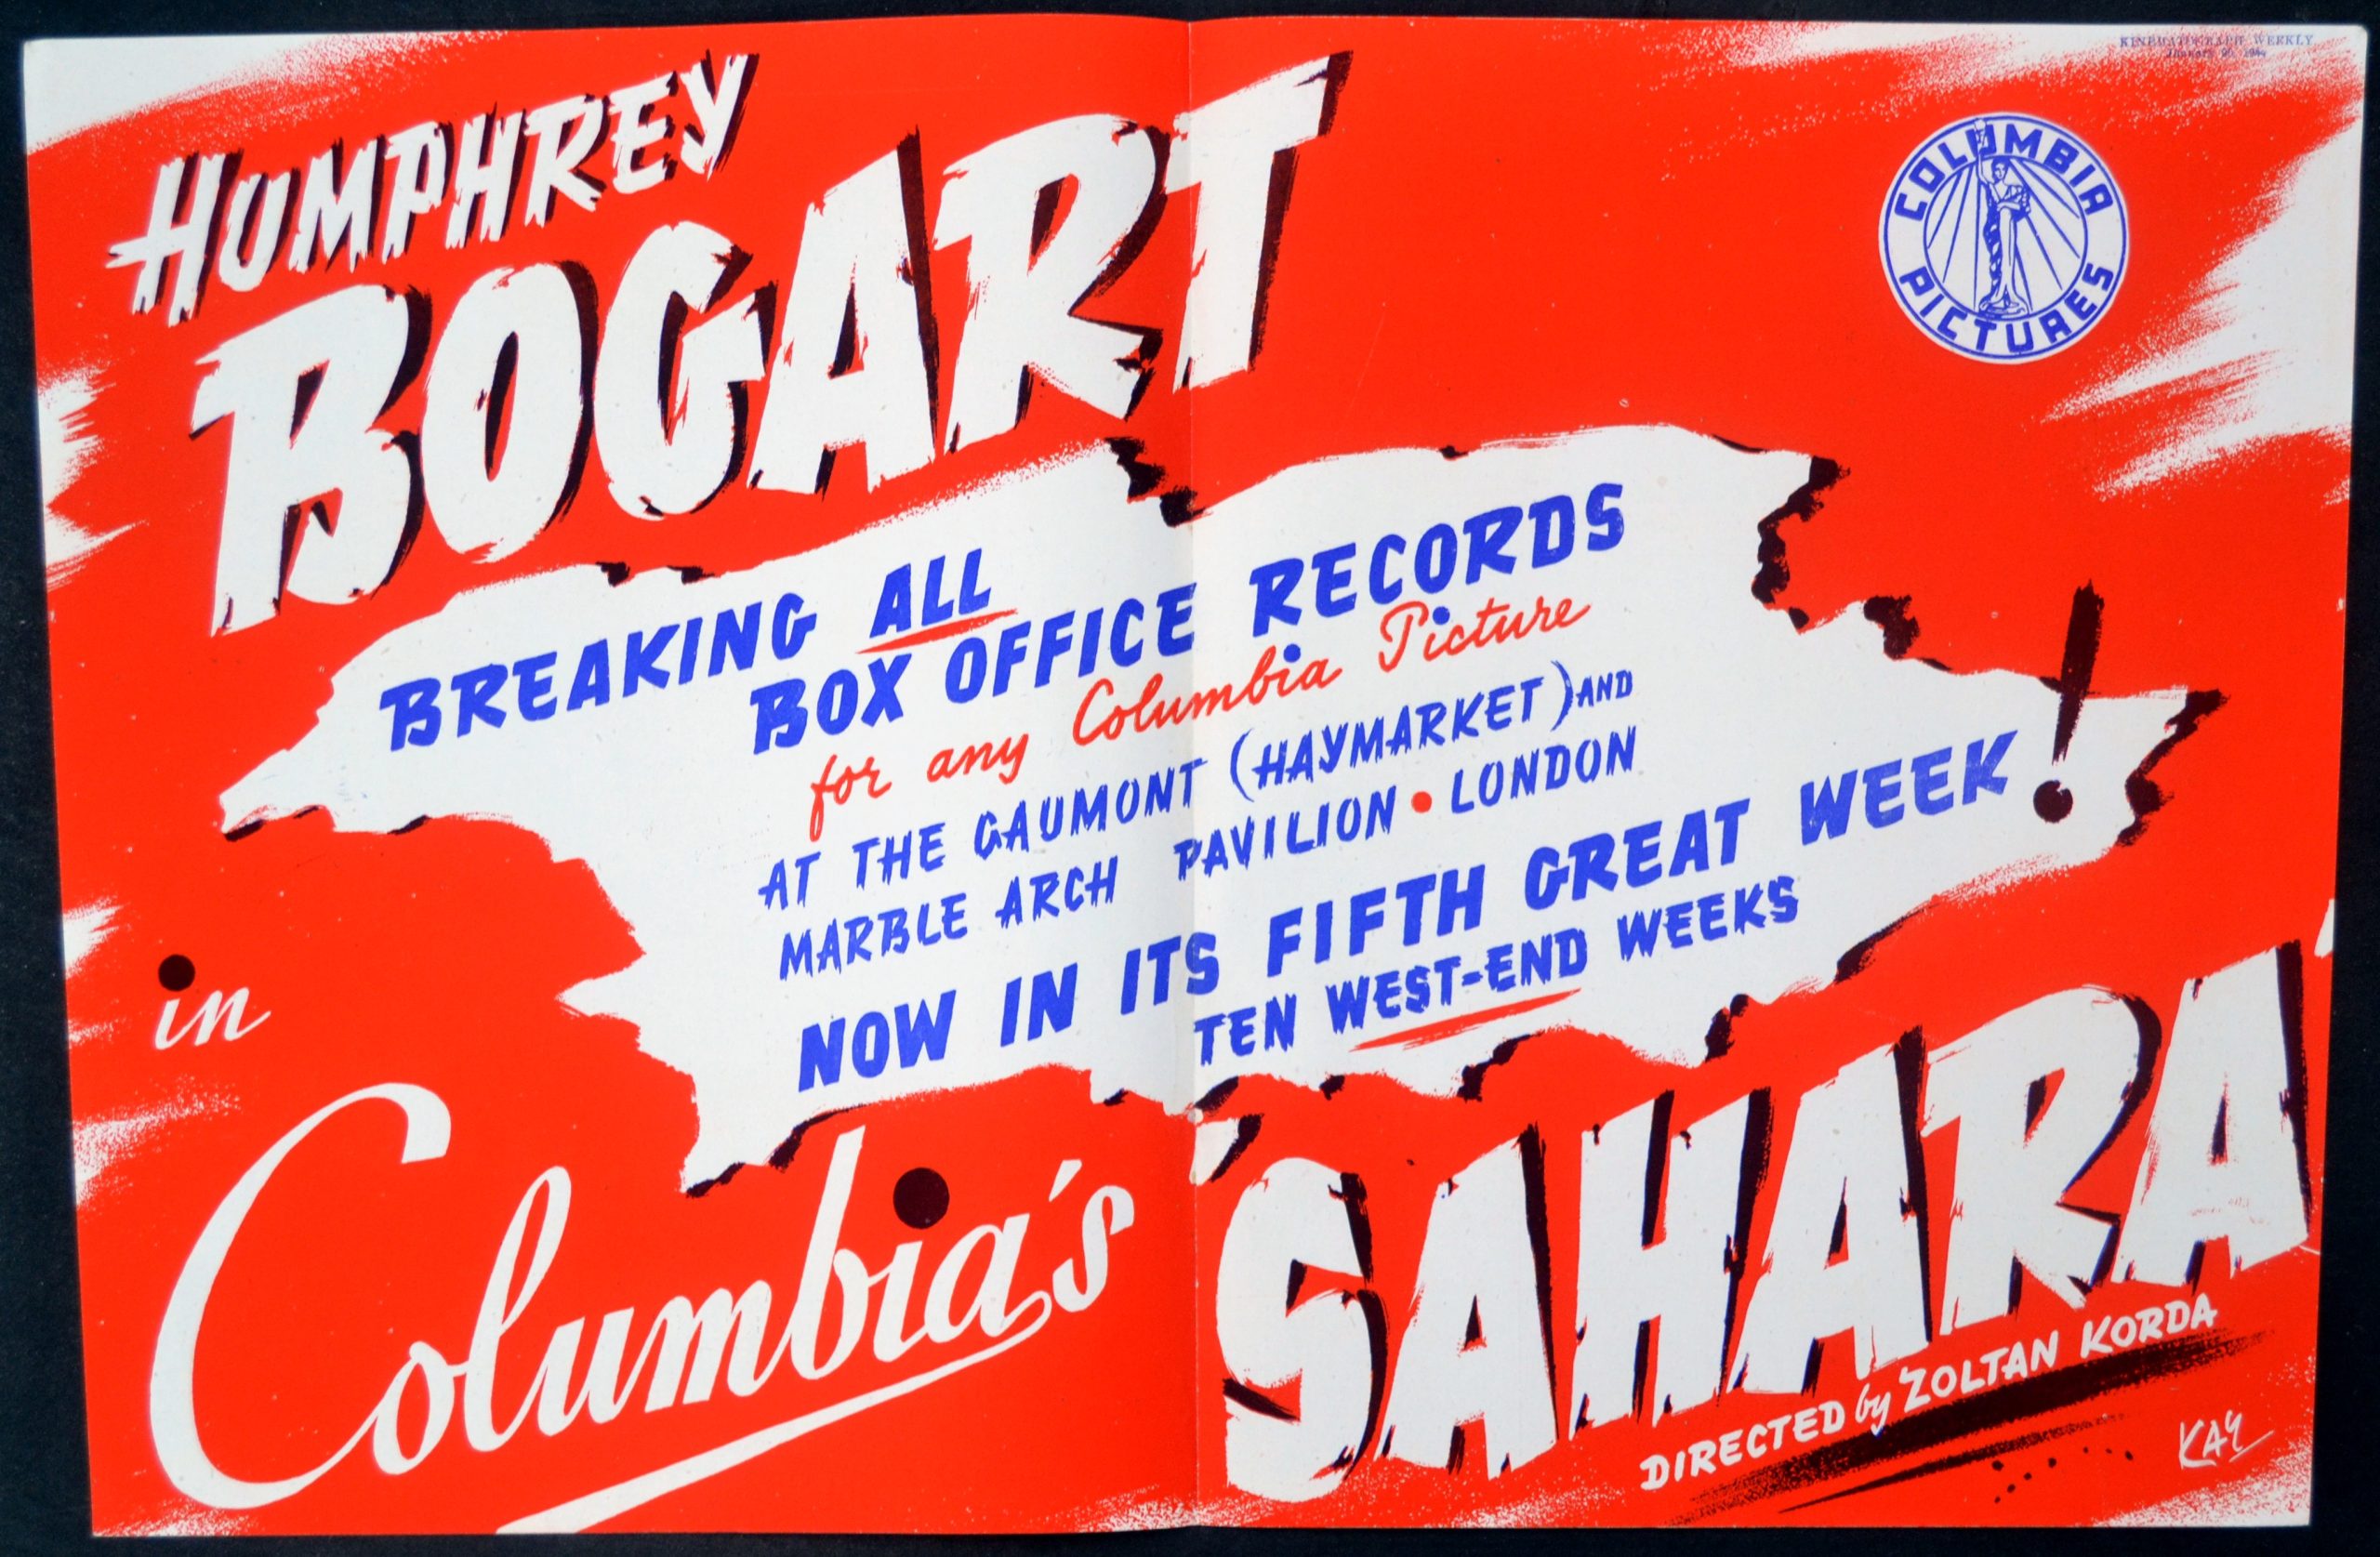 KINEMATOGRAPH WEEKLY
HUMPHREY
BOGART
COLUMBIA
PICTURES
BREAKING ALL
BOX OFFICE RECORDS
for any Columbia Picture
AT THE GAUMONT (HAYMARKET) AND
MARBLE ARCH PAVILION • LONDON
NOW IN ITS FIFTH GREAT WEEK!
TEN WEST-END WEEKS
in
Columbia's
'SAHARA'
DIRECTED by ZOLTAN KORDA
KAY